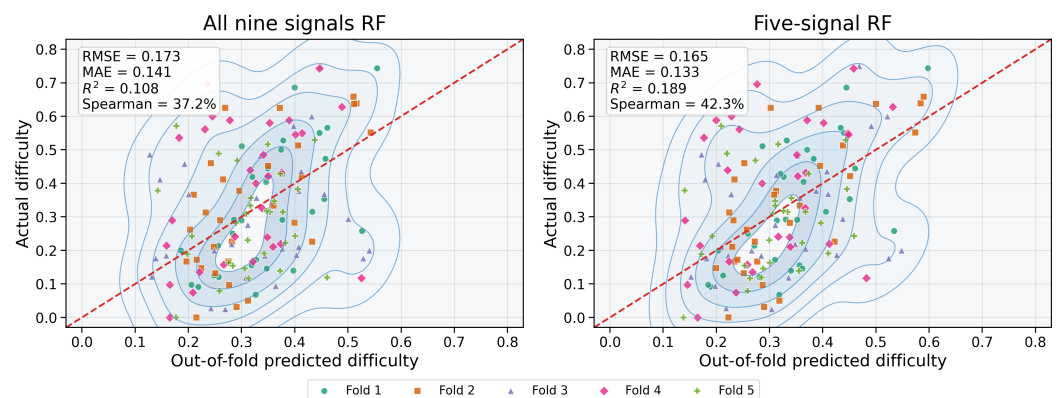 All nine signals RF
RMSE = 0.173
MAE = 0.141
R² = 0.108
Spearman = 37.2%
0.8
0.7
0.6
0.5
0.4
0.3
0.2
0.1
0.0
Actual difficulty
0.0 0.1 0.2 0.3 0.4 0.5 0.6 0.7 0.8
Out-of-fold predicted difficulty
Five-signal RF
RMSE = 0.165
MAE = 0.133
R² = 0.189
Spearman = 42.3%
0.8
0.7
0.6
0.5
0.4
0.3
0.2
0.1
0.0
Actual difficulty
0.0 0.1 0.2 0.3 0.4 0.5 0.6 0.7 0.8
Out-of-fold predicted difficulty
Fold 1 Fold 2 Fold 3 Fold 4 Fold 5